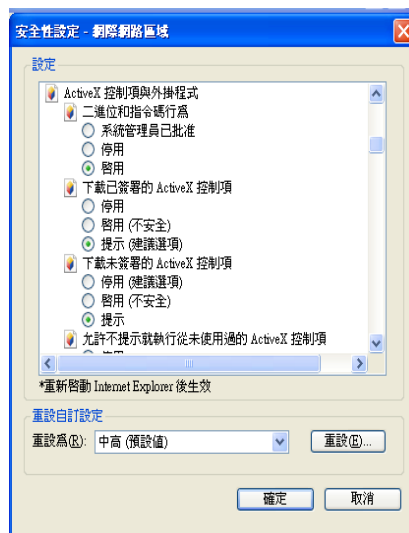 安全性設定 - 網際網路區域
設定
ActiveX 控制項與外掛程式
二進位和指令碼行為
系統管理員已批准
停用
啓用
下載已簽署的 ActiveX 控制項
停用
啓用 (不安全)
提示 (建議選項)
下載未簽署的 ActiveX 控制項
停用 (建議選項)
啓用 (不安全)
提示
允許不提示就執行從未使用過的 ActiveX 控制項
*重新啓動 Internet Explorer 後生效
重設自訂設定
重設為(R): 中高 (預設值) 重設(E)...
確定 取消